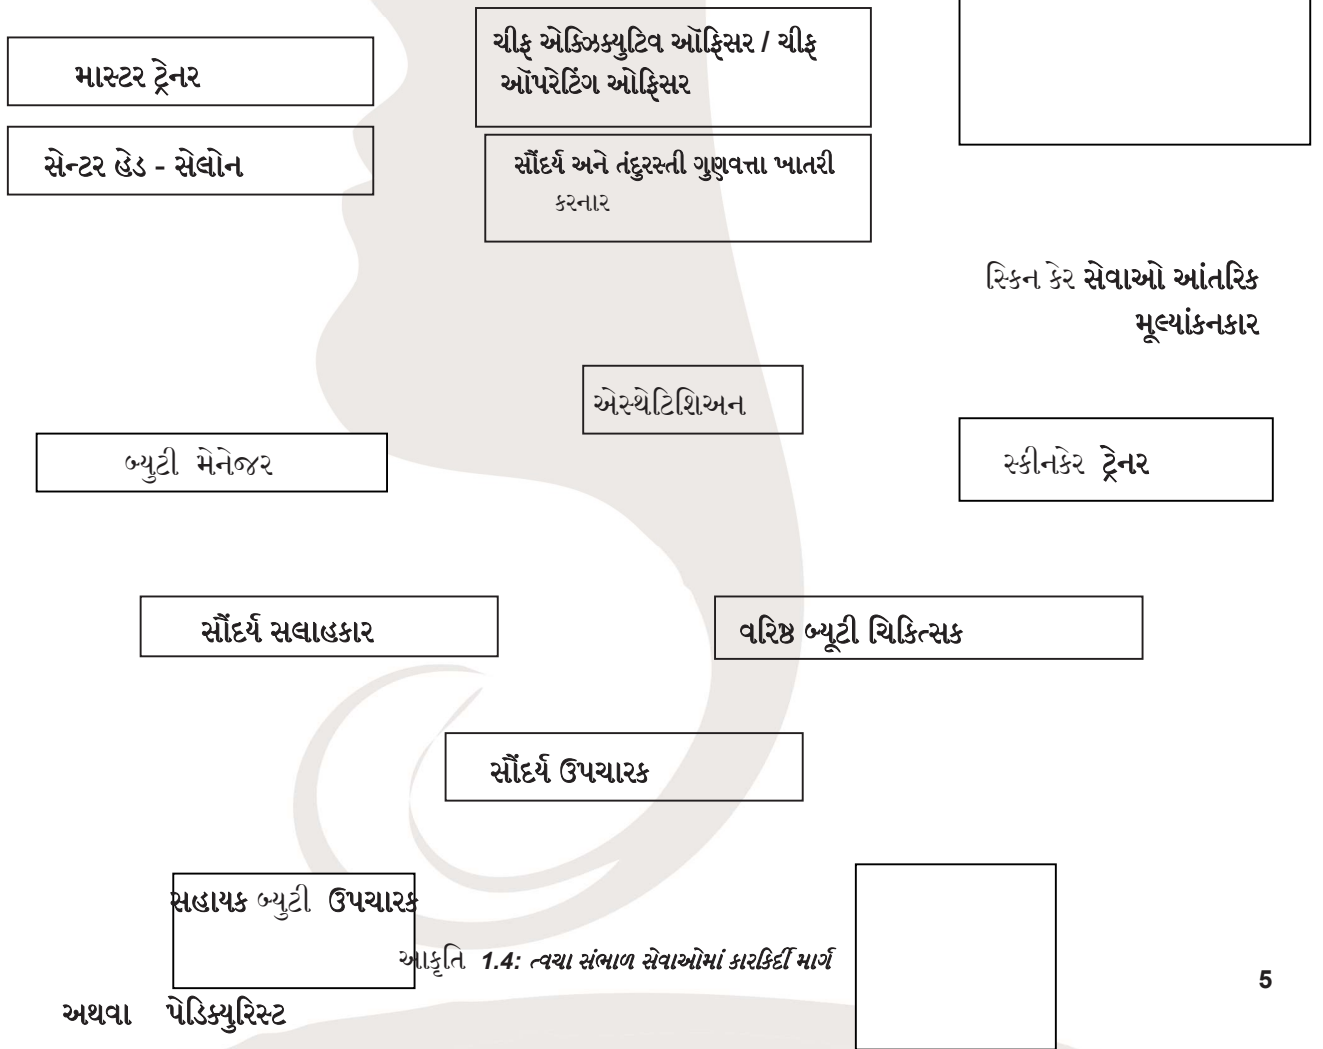 ચીફ એક્ઝિક્યુટિવ ઑફિસર / ચીફ
ઑપરેટિંગ ઓફિસર
માસ્ટર ટ્રેનર
સેન્ટર હેડ - સેલોન
સૌંદર્ય અને તંદુરસ્તી ગુણવત્તા ખાતરી
કરનાર
સ્કિન કેર સેવાઓ આંતરિક
મૂલ્યાંકનકાર
એસ્થેટિશિઅન
બ્યુટી મેનેજર
સ્કીનકેર ટ્રેનર
સૌંદર્ય સલાહકાર
વરિષ્ઠ બ્યૂટી ચિકિત્સક
સૌંદર્ય ઉપચારક
સહાયક બ્યુટી ઉપચારક
આકૃતિ 1.4: ત્વચા સંભાળ સેવાઓમાં કારકિર્દી માર્ગ
5
અથવા પેડિક્યુરિસ્ટ